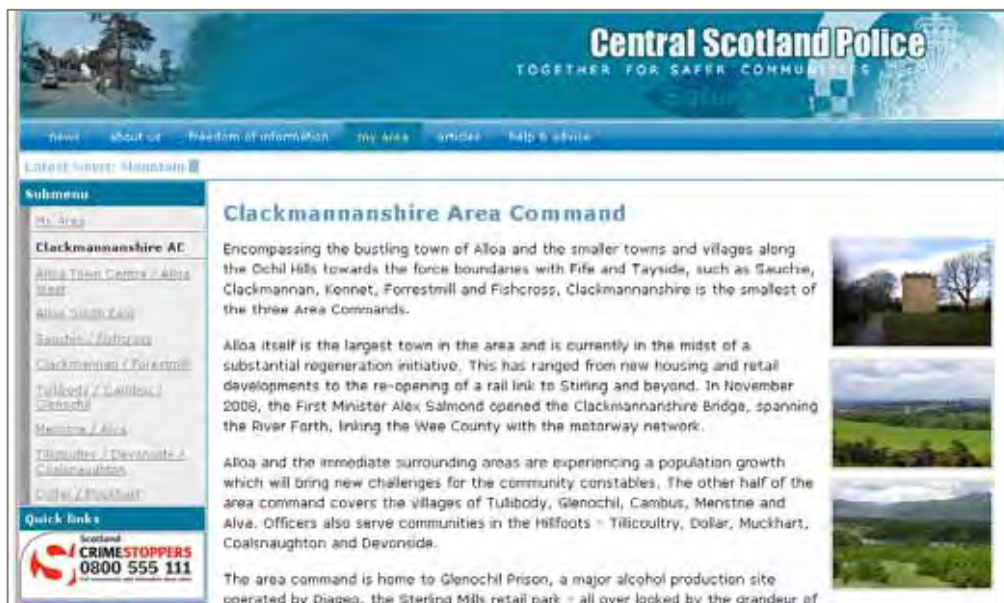 Central Scotland Police
TOGETHER FOR SAFER COMMUNITIES
news about us freedom of information my area articles help & advice
Latest News: Mountain
Submenu
My Area
Clackmannanshire AC
Alloa Town Centre / Alloa
West
Alloa South East
Sauchie / Fishcross
Clackmannan / Forestmill
Tullibody / Cambus /
Glenochil
Menstrie / Alva
Tillicoultry / Devonside /
Coalsnaughton
Dollar / Muckhart
Quick links
Scotland
CRIMESTOPPERS
0800 555 111
Clackmannanshire Area Command
Encompassing the bustling town of Alloa and the smaller towns and villages along
the Ochil Hills towards the force boundaries with Fife and Tayside, such as Sauchie,
Clackmannan, Kennet, Forrestmill and Fishcross, Clackmannanshire is the smallest of
the three Area Commands.
Alloa itself is the largest town in the area and is currently in the midst of a
substantial regeneration initiative. This has ranged from new housing and retail
developments to the re-opening of a rail link to Stirling and beyond. In November
2008, the First Minister Alex Salmond opened the Clackmannanshire Bridge, spanning
the River Forth, linking the Wee County with the motorway network.
Alloa and the immediate surrounding areas are experiencing a population growth
which will bring new challenges for the community constables. The other half of the
area command covers the villages of Tullibody, Glenochil, Cambus, Menstrie and
Alva. Officers also serve communities in the Hillfoots - Tillicoultry, Dollar, Muckhart,
Coalsnaughton and Devonside.
The area command is home to Glenochil Prison, a major alcohol production site
operated by Diageo, the Sterling Mills retail park - all over looked by the grandeur of